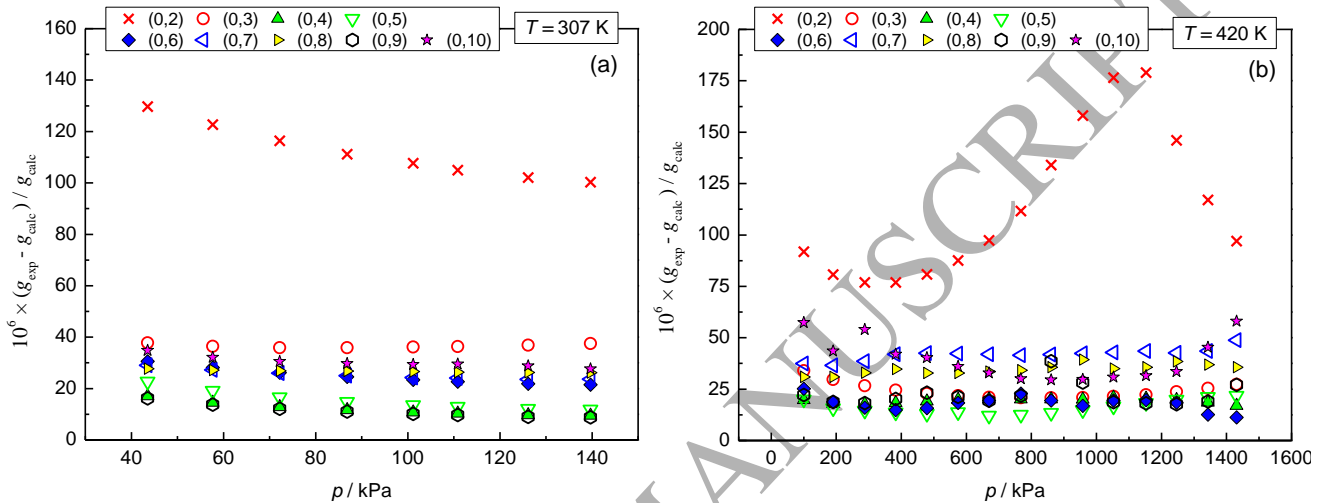 (0,2) (0,3) (0,4) (0,5)
(0,6) (0,7) (0,8) (0,9) (0,10)
T = 307 K
(a)
160
140
120
100
80
60
40
20
0
10⁶ × (g_exp - g_calc) / g_calc
40 60 80 100 120 140
p / kPa
(0,2) (0,3) (0,4) (0,5)
(0,6) (0,7) (0,8) (0,9) (0,10)
T = 420 K
(b)
200
175
150
125
100
75
50
25
0
10⁶ × (g_exp - g_calc) / g_calc
0 200 400 600 800 1000 1200 1400 1600
p / kPa
MANUSCRIPT